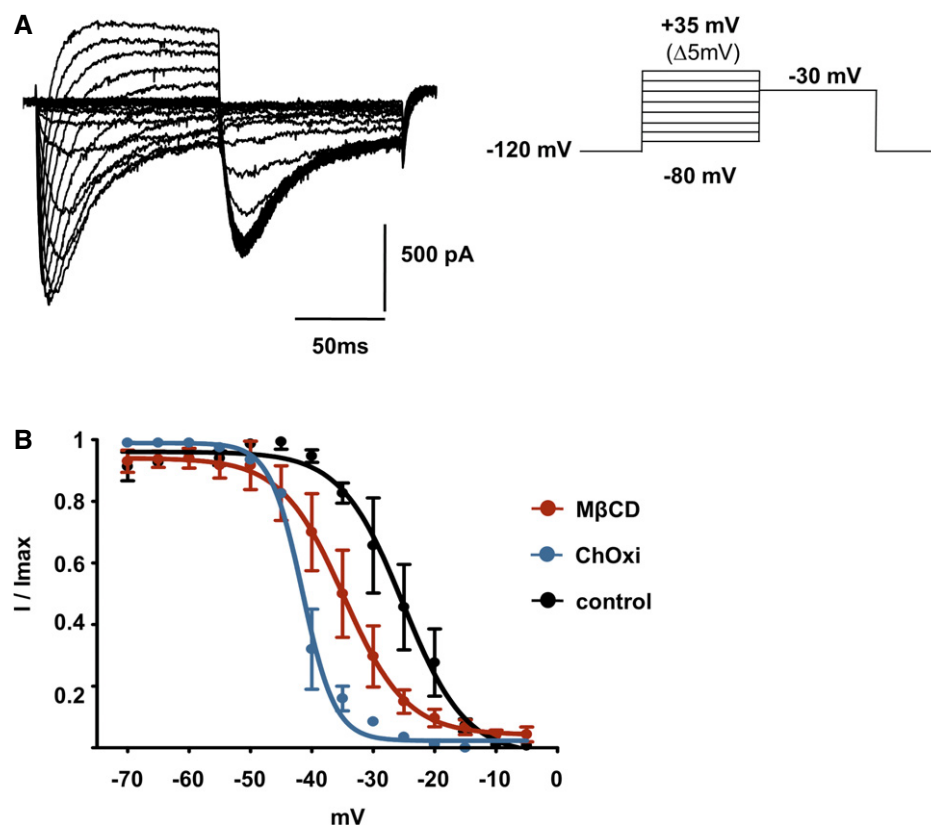 A
+35 mV
(Δ5mV)
-30 mV
-120 mV
-80 mV
500 pA
50ms
B
1
0.8
0.6
0.4
0.2
I / Imax
-70 -60 -50 -40 -30 -20 -10 0
mV
MβCD
ChOxi
control